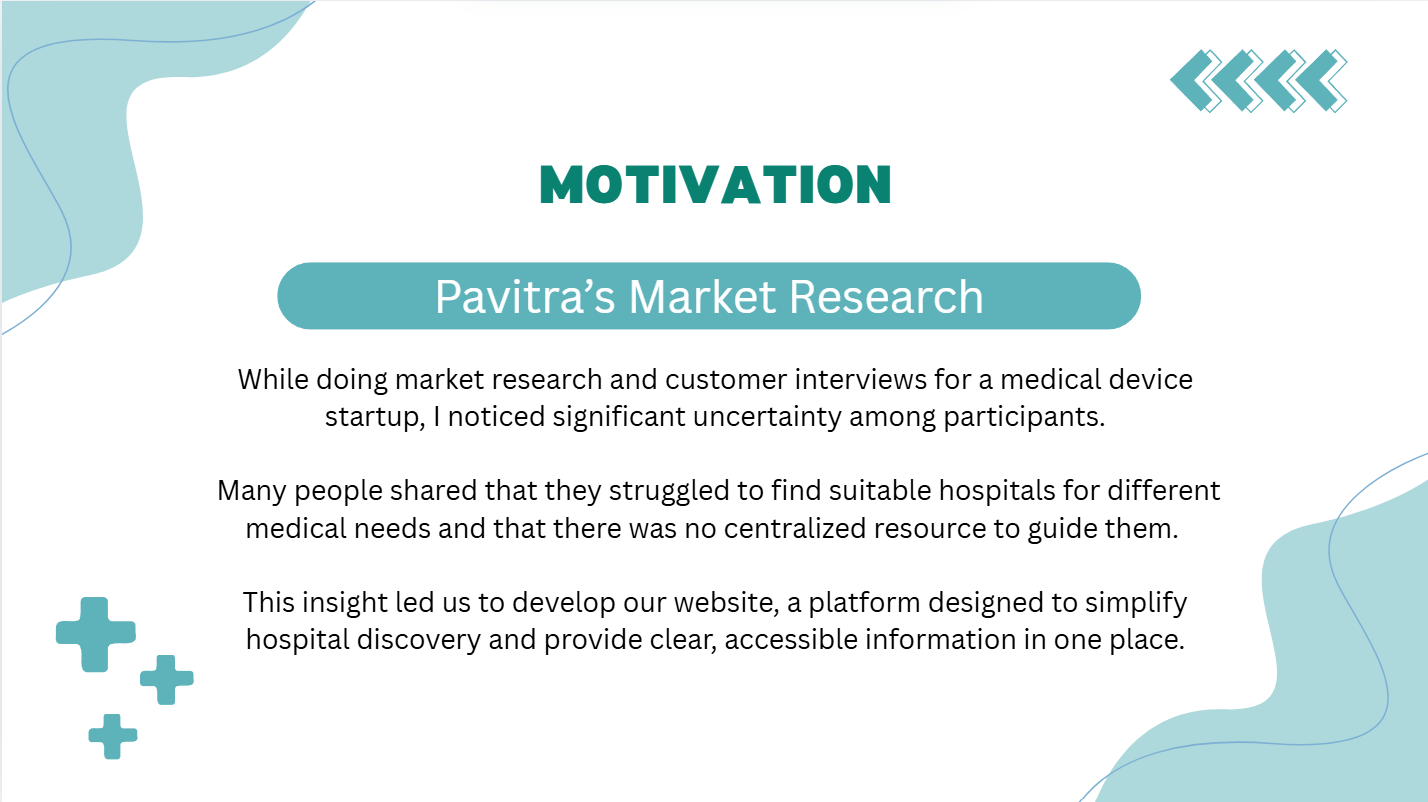 MOTIVATION
Pavitra’s Market Research
While doing market research and customer interviews for a medical device
startup, I noticed significant uncertainty among participants.
Many people shared that they struggled to find suitable hospitals for different
medical needs and that there was no centralized resource to guide them.
This insight led us to develop our website, a platform designed to simplify
hospital discovery and provide clear, accessible information in one place.